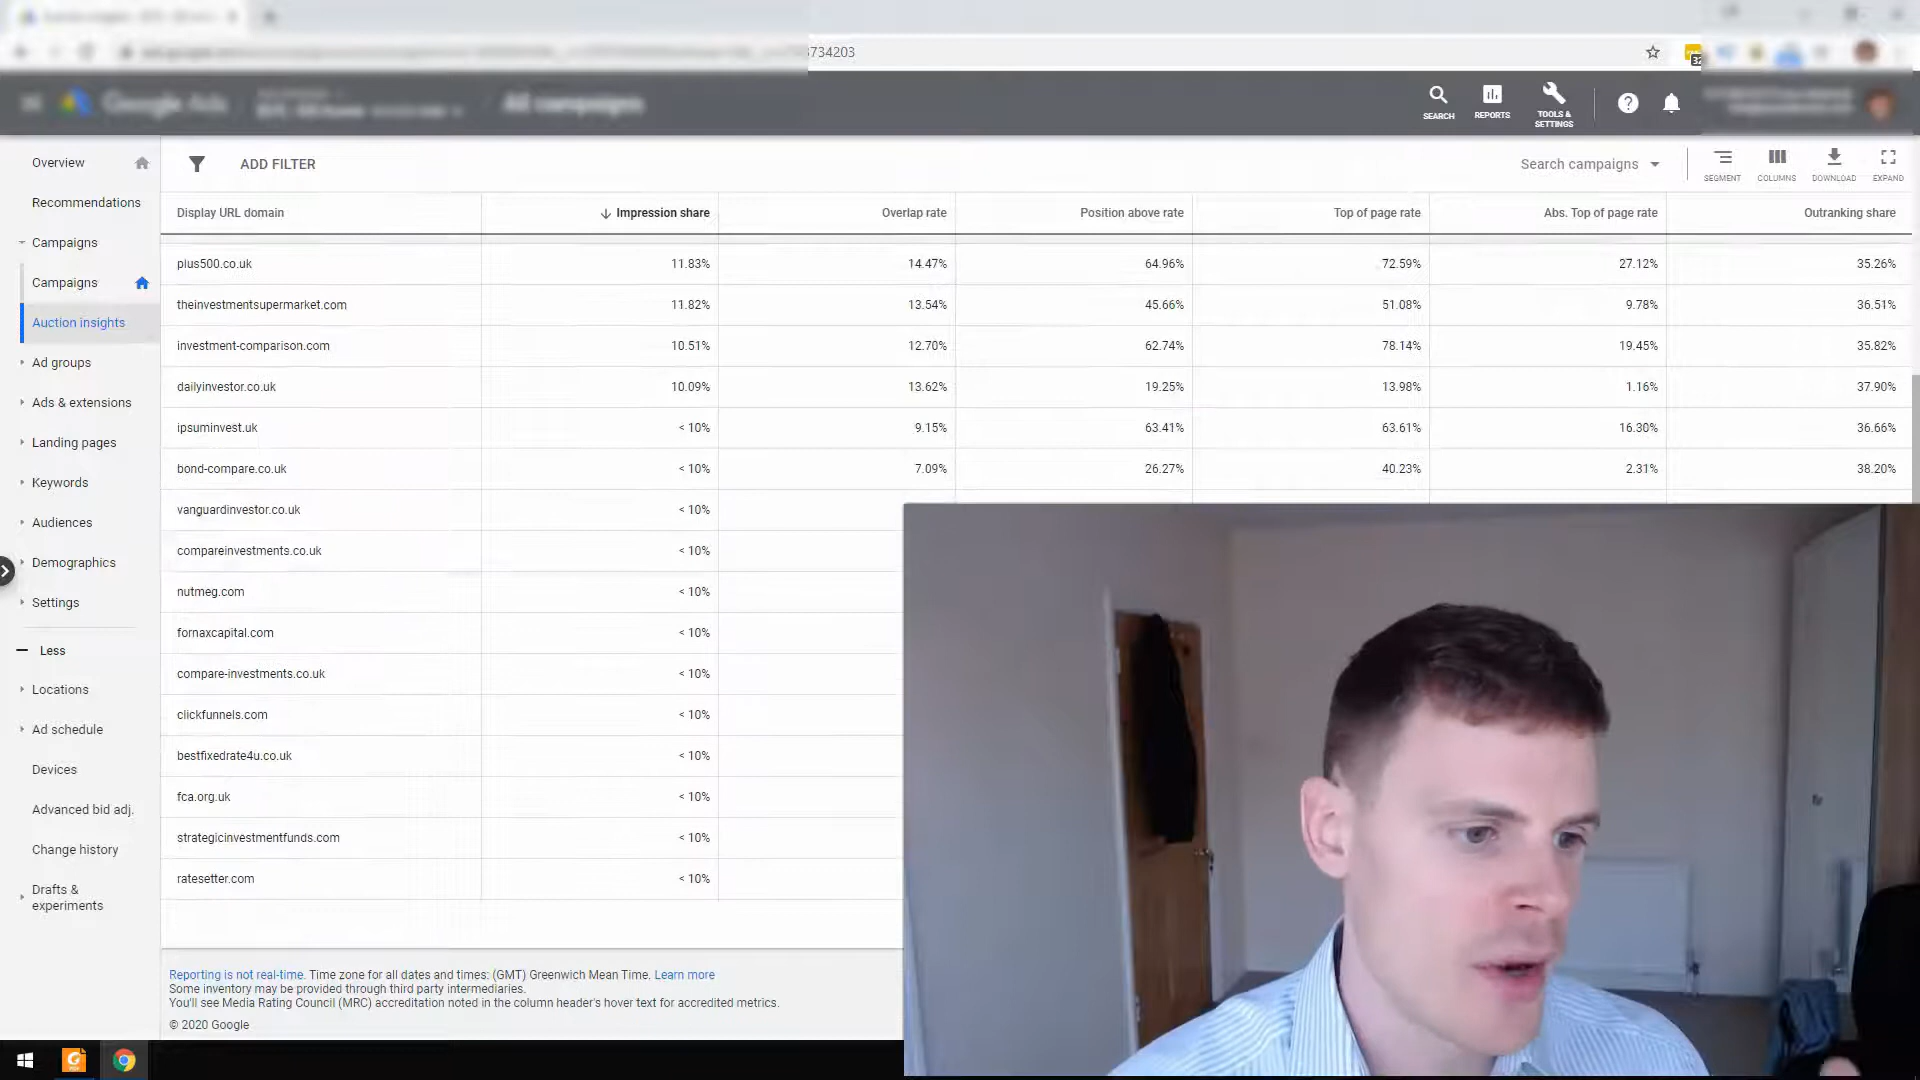 734203
Google Ads
All campaigns
SEARCH
REPORTS
TOOLS &
SETTINGS
Overview
Recommendations
Campaigns
Campaigns
Auction insights
Ad groups
Ads & extensions
Landing pages
Keywords
Audiences
Demographics
Settings
Less
Locations
Ad schedule
Devices
Advanced bid adj.
Change history
Drafts &
experiments
ADD FILTER
Search campaigns
SEGMENT
COLUMNS
DOWNLOAD
EXPAND
Display URL domain Impression share Overlap rate Position above rate Top of page rate Abs. Top of page rate Outranking share
plus500.co.uk 11.83% 14.47% 64.96% 72.59% 27.12% 35.26%
theinvestmentsupermarket.com 11.82% 13.54% 45.66% 51.08% 9.78% 36.51%
investment-comparison.com 10.51% 12.70% 62.74% 78.14% 19.45% 35.82%
dailyinvestor.co.uk 10.09% 13.62% 19.25% 13.98% 1.16% 37.90%
ipsuminvest.uk < 10% 9.15% 63.41% 63.61% 16.30% 36.66%
bond-compare.co.uk < 10% 7.09% 26.27% 40.23% 2.31% 38.20%
vanguardinvestor.co.uk < 10%
compareinvestments.co.uk < 10%
nutmeg.com < 10%
fornaxcapital.com < 10%
compare-investments.co.uk < 10%
clickfunnels.com < 10%
bestfixedrate4u.co.uk < 10%
fca.org.uk < 10%
strategicinvestmentfunds.com < 10%
ratesetter.com < 10%
Reporting is not real-time. Time zone for all dates and times: (GMT) Greenwich Mean Time. Learn more
Some inventory may be provided through third party intermediaries.
You'll see Media Rating Council (MRC) accreditation noted in the column header's hover text for accredited metrics.
© 2020 Google